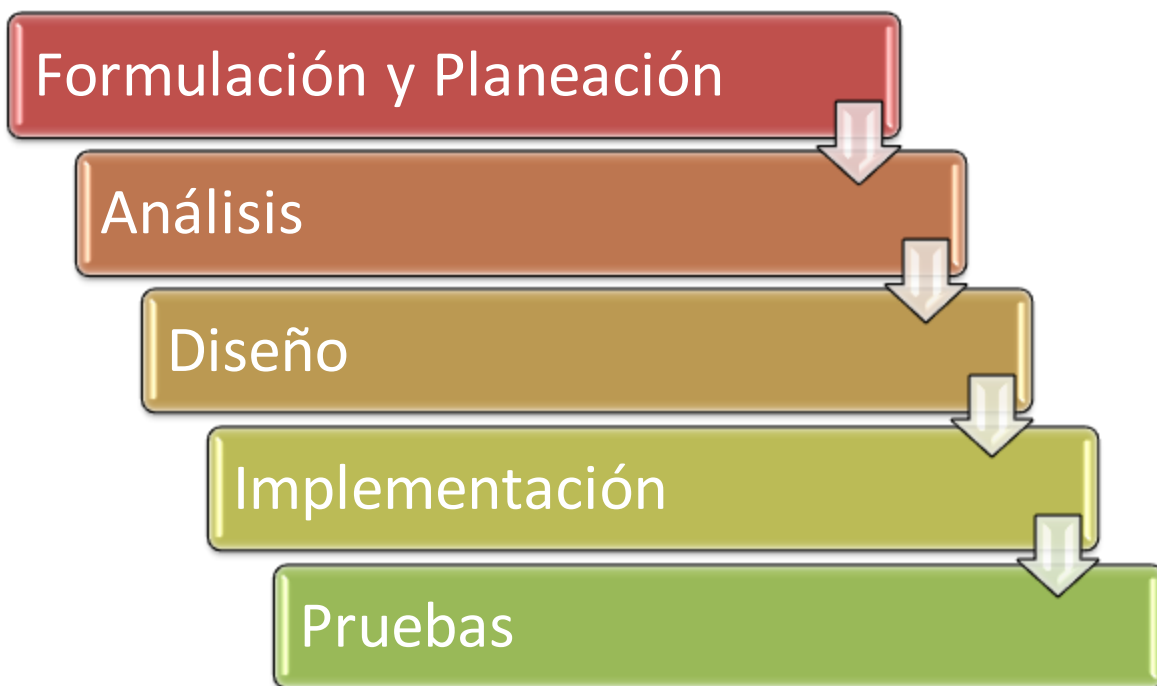 Formulación y Planeación
Análisis
Diseño
Implementación
Pruebas